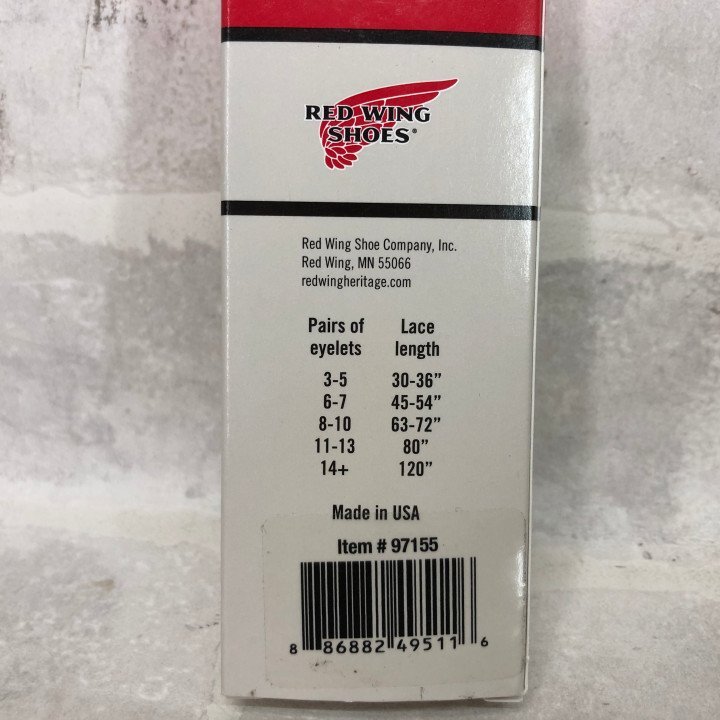 RED WING
SHOES®
Red Wing Shoe Company, Inc.
Red Wing, MN 55066
redwingheritage.com
Pairs of eyelets Lace length
3-5 30-36”
6-7 45-54”
8-10 63-72”
11-13 80”
14+ 120”
Made in USA
Item # 97155
8 86882 49511 6